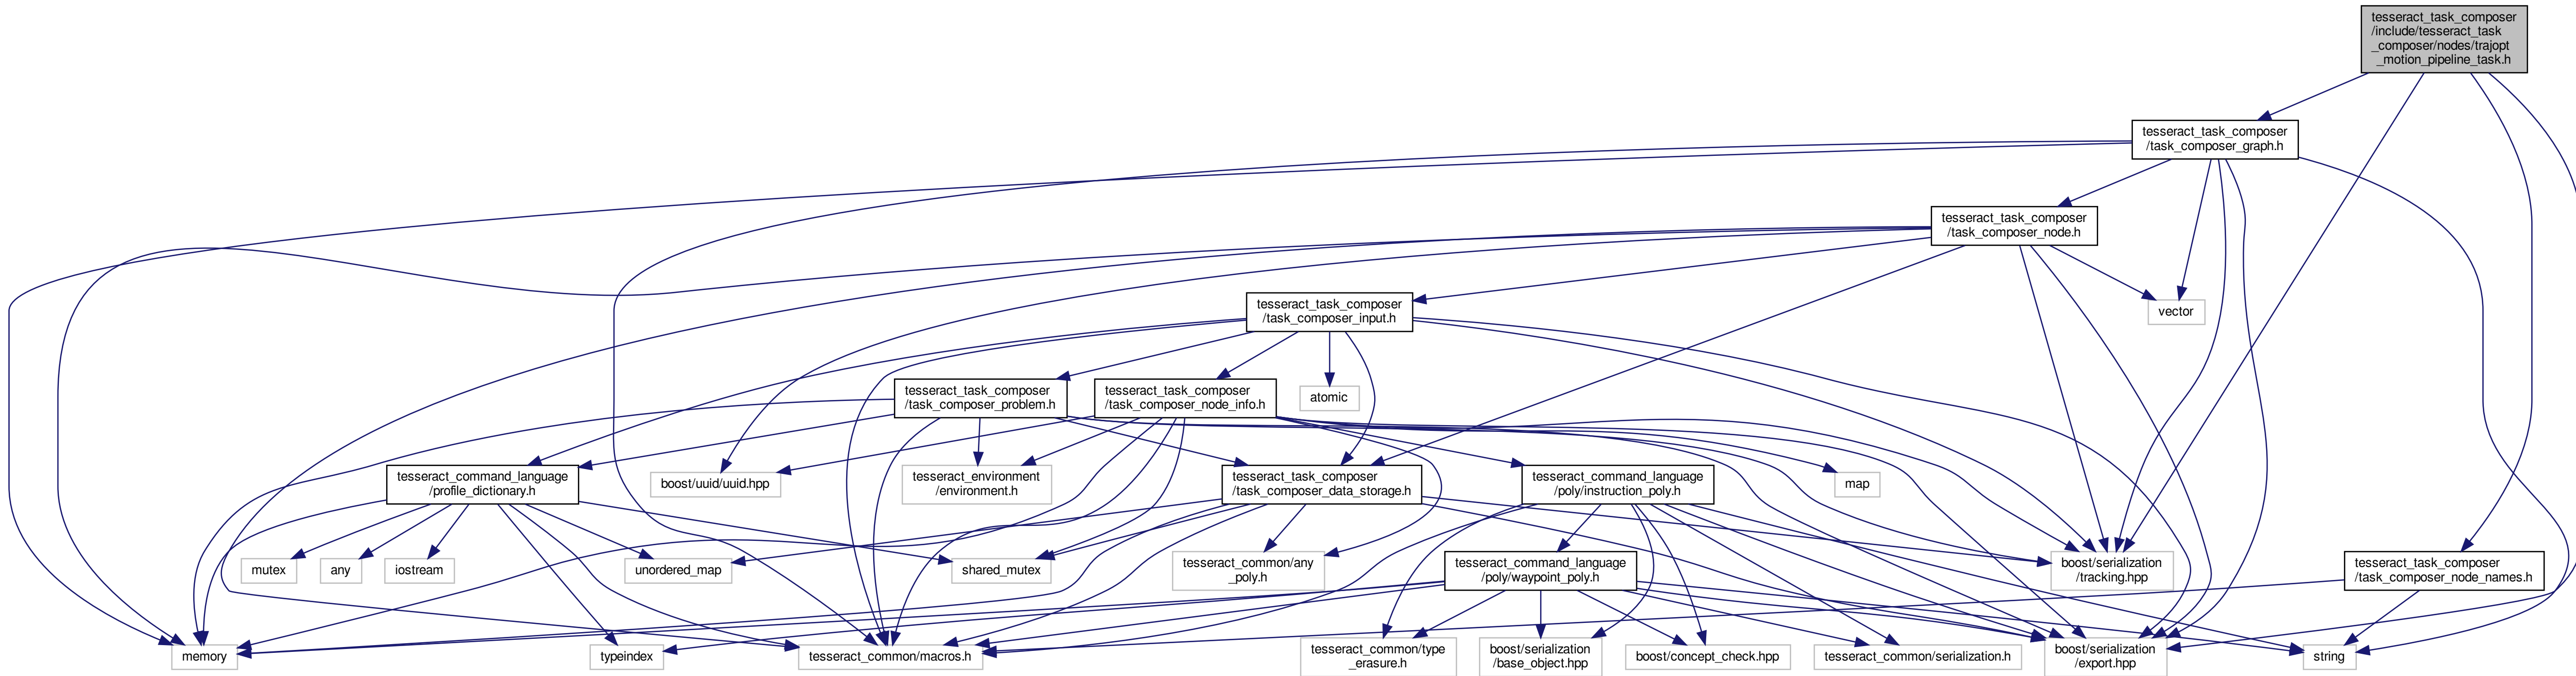 tesseract_task_composer
/include/tesseract_task
_composer/nodes/trajopt
_motion_pipeline_task.h
tesseract_task_composer
/task_composer_graph.h
tesseract_task_composer
/task_composer_node.h
tesseract_task_composer
/task_composer_input.h
vector
tesseract_task_composer
/task_composer_problem.h
tesseract_task_composer
/task_composer_node_info.h
atomic
tesseract_command_language
/profile_dictionary.h
boost/uuid/uuid.hpp
tesseract_environment
/environment.h
tesseract_task_composer
/task_composer_data_storage.h
tesseract_command_language
/poly/instruction_poly.h
map
mutex
any
iostream
unordered_map
shared_mutex
tesseract_common/any
_poly.h
tesseract_command_language
/poly/waypoint_poly.h
boost/serialization
/tracking.hpp
tesseract_task_composer
/task_composer_node_names.h
memory
typeindex
tesseract_common/macros.h
tesseract_common/type
_erasure.h
boost/serialization
/base_object.hpp
boost/concept_check.hpp
tesseract_common/serialization.h
boost/serialization
/export.hpp
string